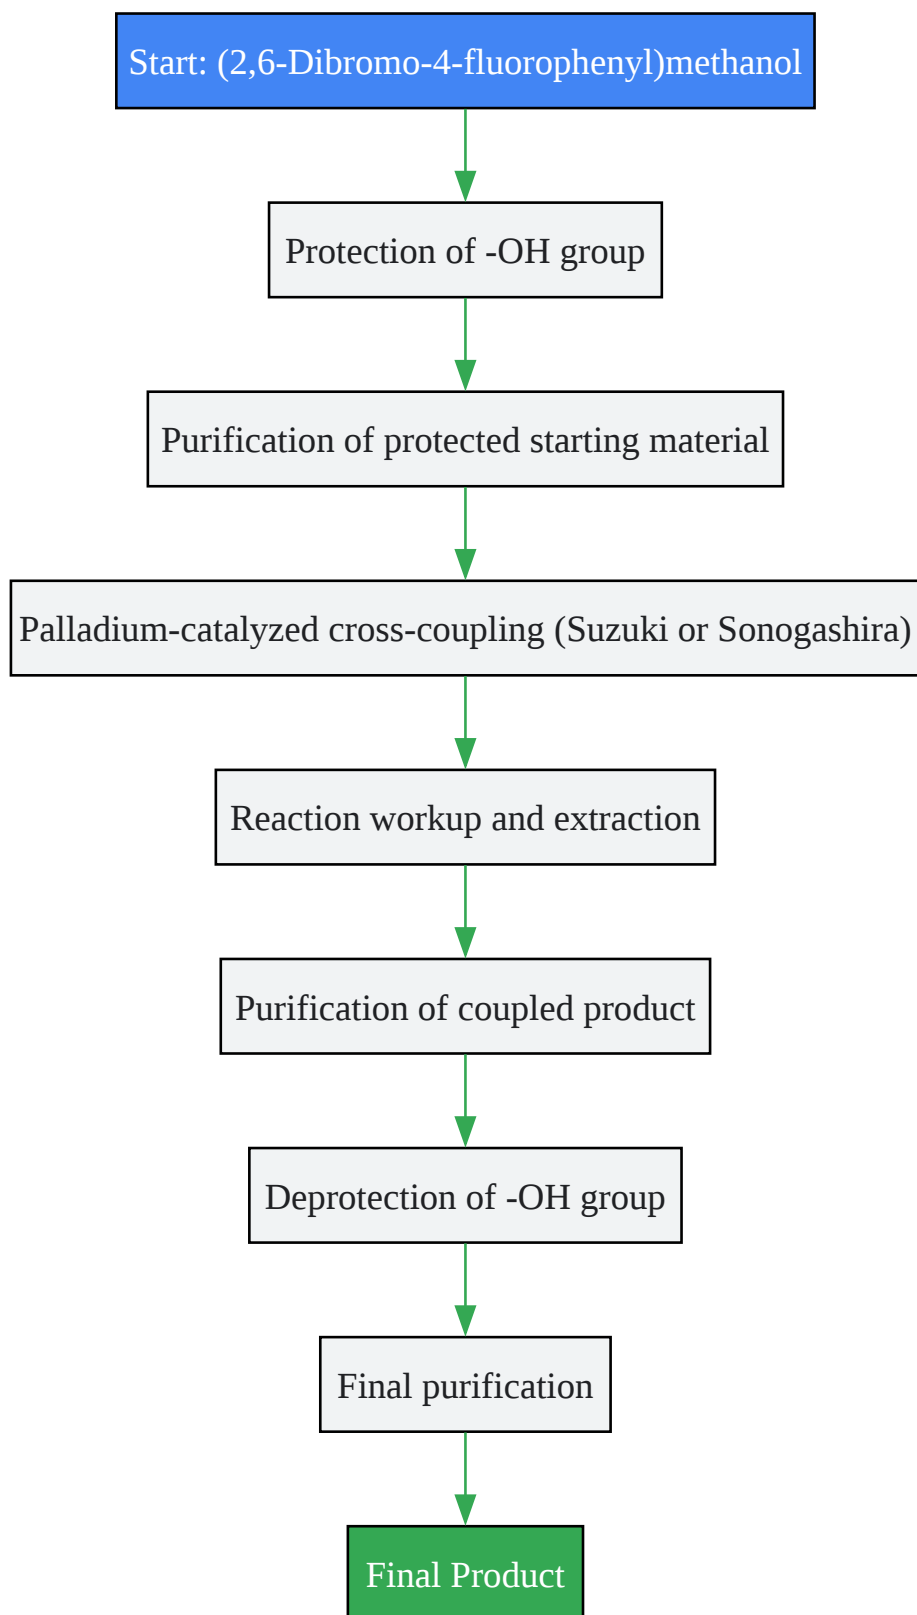 Start: (2,6-Dibromo-4-fluorophenyl)methanol
Protection of -OH group
Purification of protected starting material
Palladium-catalyzed cross-coupling (Suzuki or Sonogashira)
Reaction workup and extraction
Purification of coupled product
Deprotection of -OH group
Final purification
Final Product